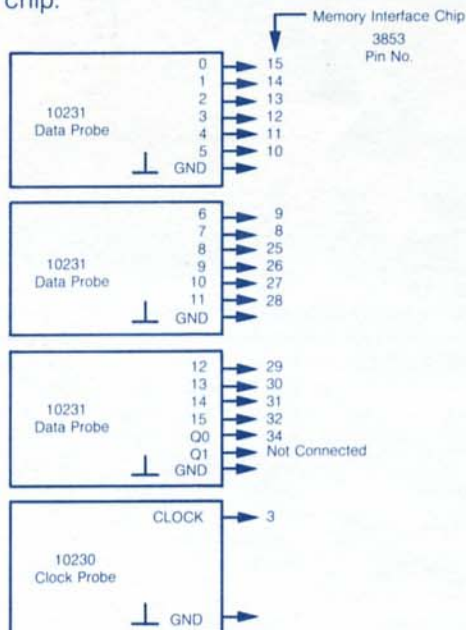 chip.
Memory Interface Chip
3853
Pin No.
0 15
1 14
2 13
10231 3 12
Data Probe 4 11
5 10
GND
6 9
7 8
8 25
10231 9 26
Data Probe 10 27
11 28
GND
12 29
13 30
10231 14 31
Data Probe 15 32
Q0 34
Q1 Not Connected
GND
CLOCK 3
10230
Clock Probe
GND